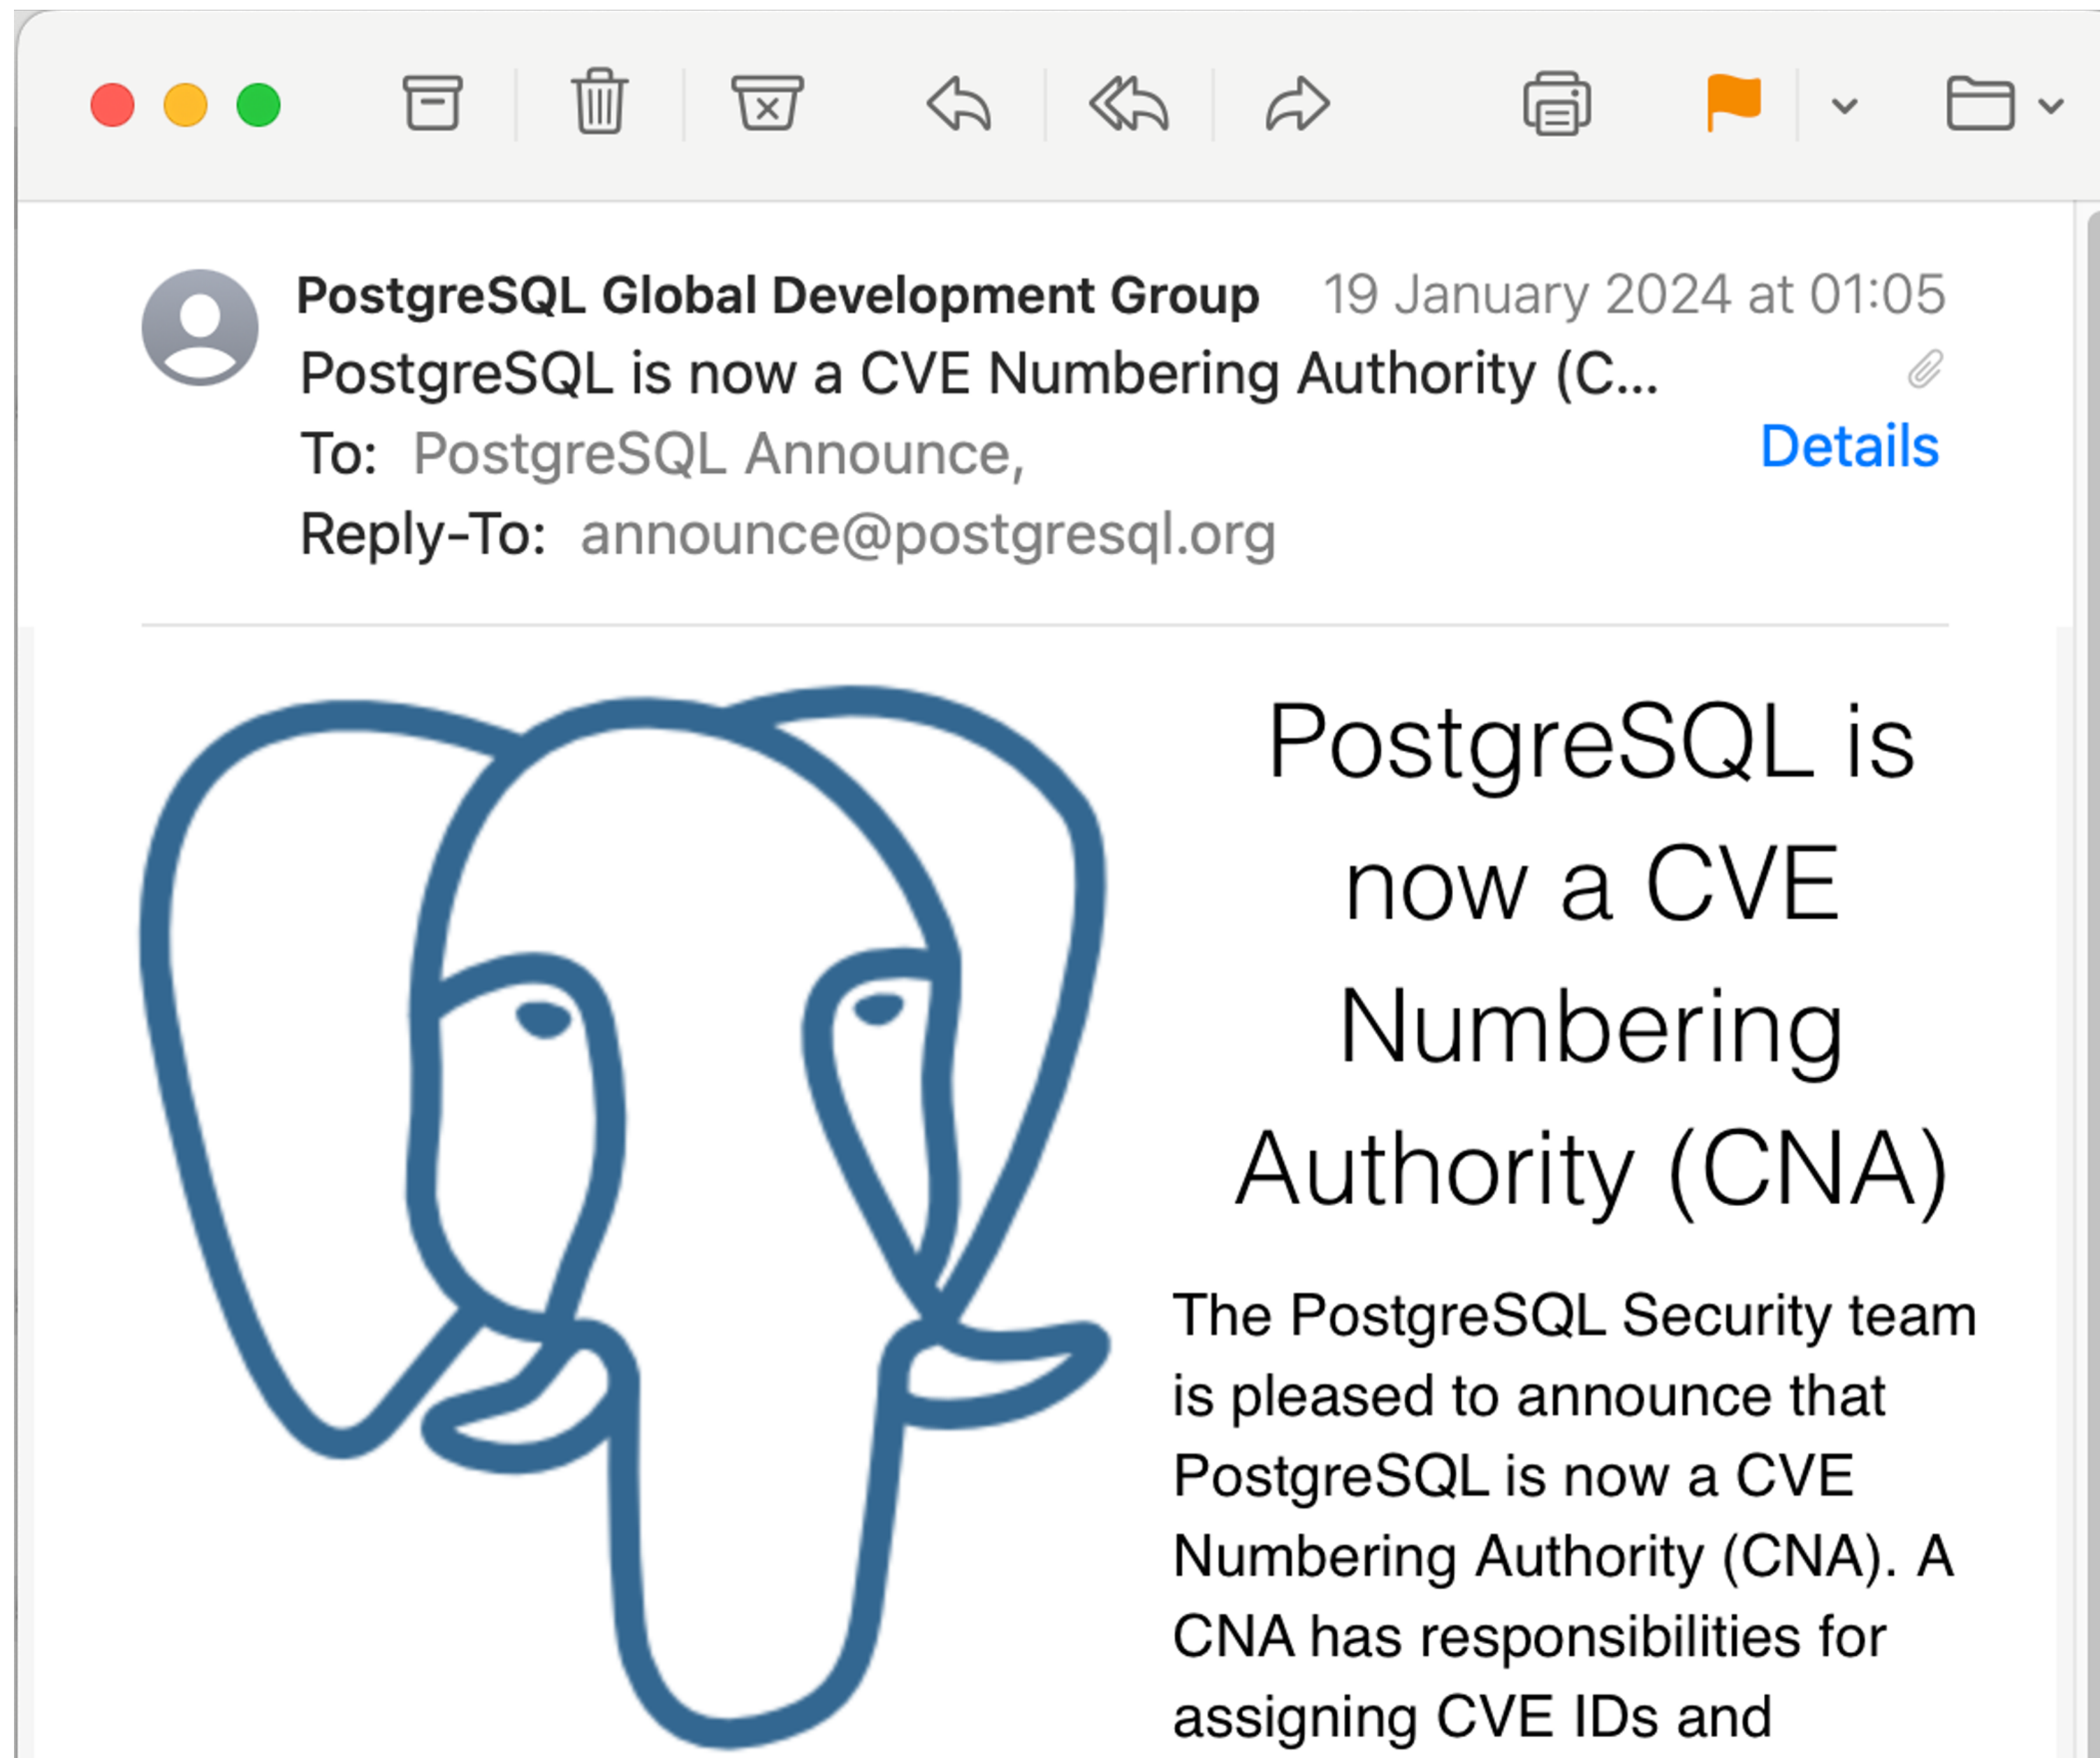 PostgreSQL Global Development Group 19 January 2024 at 01:05
PostgreSQL is now a CVE Numbering Authority (C...
To: PostgreSQL Announce,
Details
Reply-To: announce@postgresql.org
PostgreSQL is
now a CVE
Numbering
Authority (CNA)
The PostgreSQL Security team
is pleased to announce that
PostgreSQL is now a CVE
Numbering Authority (CNA). A
CNA has responsibilities for
assigning CVE IDs and